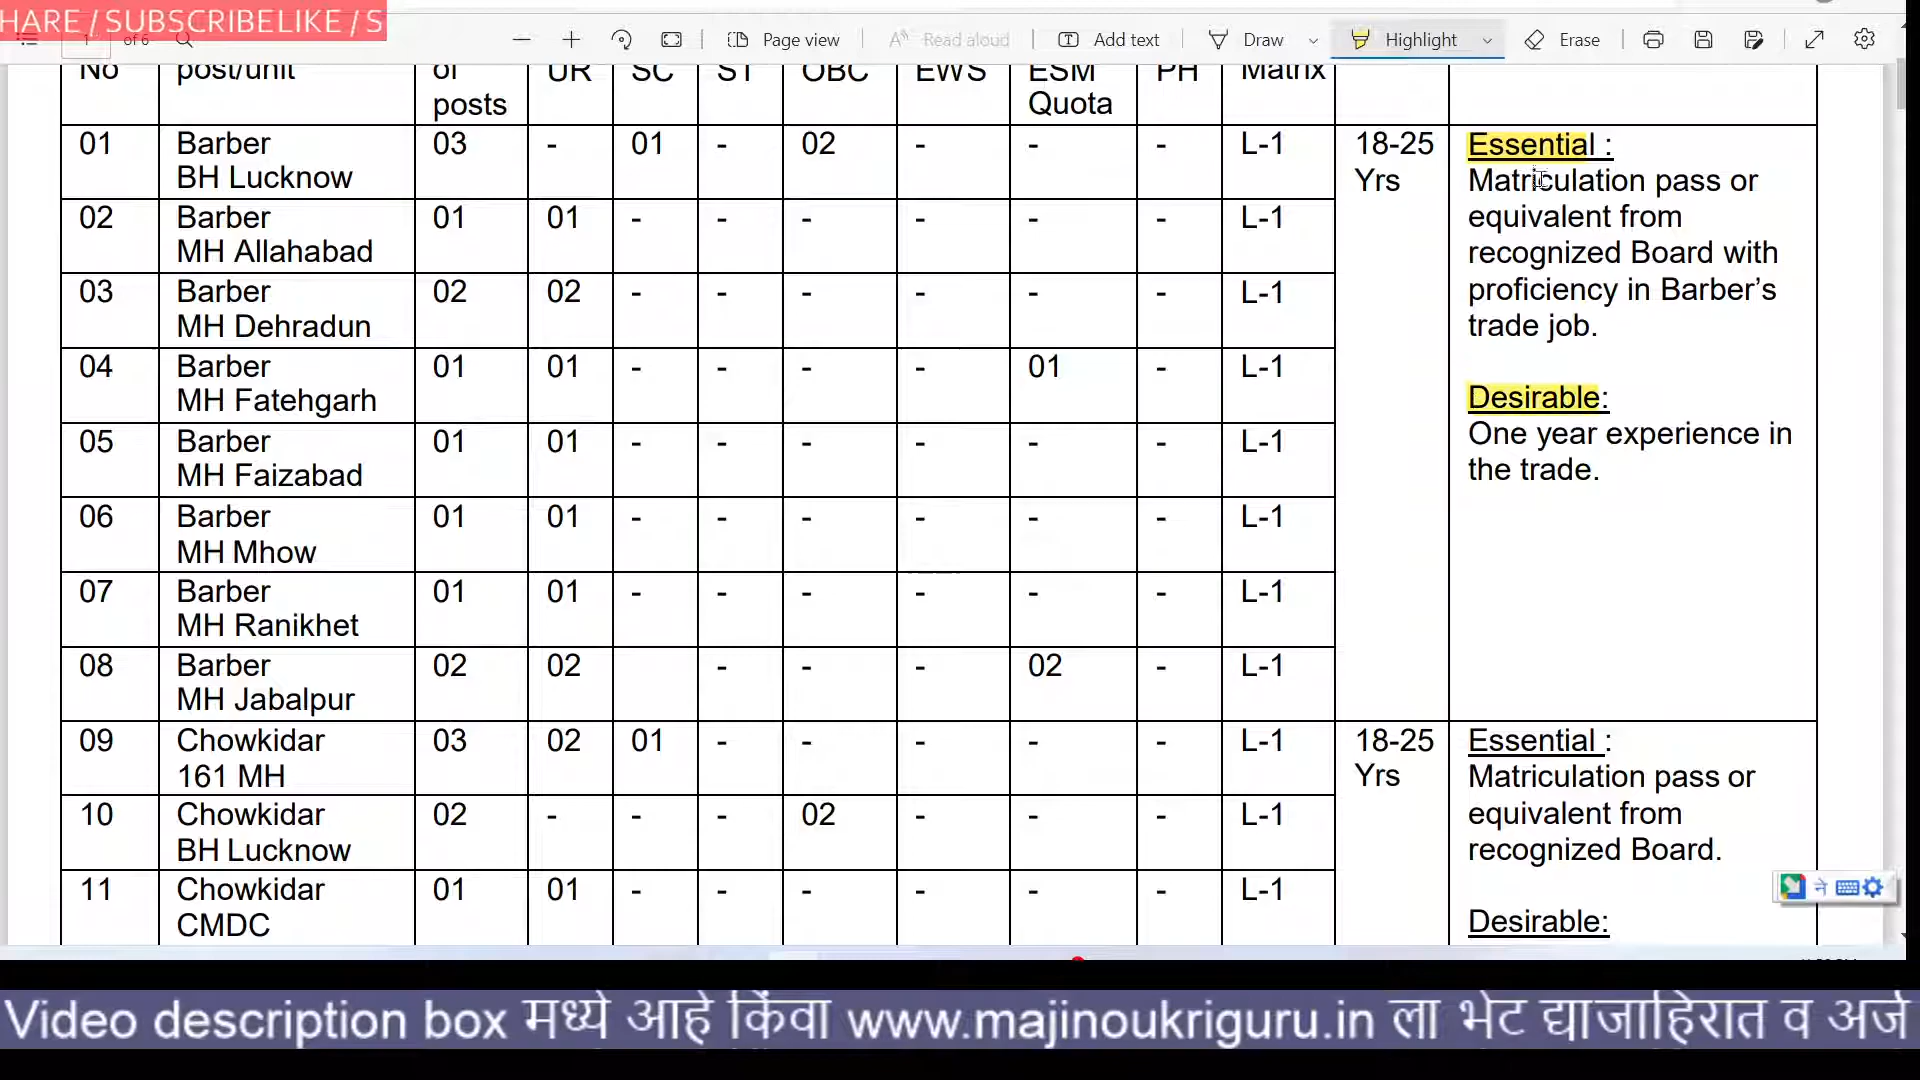 HARE / SUBSCRIBELIKE / S
1 of 6 Page view Read aloud Add text Draw Highlight Erase
No post/unit of UR SC ST OBC EWS ESM PH Matrix
posts Quota
01 Barber 03 - 01 - 02 - - - L-1 18-25 Essential :
BH Lucknow Yrs Matriculation pass or
02 Barber 01 01 - - - - - - L-1 equivalent from
MH Allahabad recognized Board with
03 Barber 02 02 - - - - - - L-1 proficiency in Barber’s
MH Dehradun trade job.
04 Barber 01 01 - - - - 01 - L-1
MH Fatehgarh Desirable:
05 Barber 01 01 - - - - - - L-1 One year experience in
MH Faizabad the trade.
06 Barber 01 01 - - - - - - L-1
MH Mhow
07 Barber 01 01 - - - - - - L-1
MH Ranikhet
08 Barber 02 02 - - - 02 - L-1
MH Jabalpur
09 Chowkidar 03 02 01 - - - - - L-1 18-25 Essential :
161 MH Yrs Matriculation pass or
10 Chowkidar 02 - - - 02 - - - L-1 equivalent from
BH Lucknow recognized Board.
11 Chowkidar 01 01 - - - - - - L-1
CMDC Desirable:
Video description box मध्ये आहे किंवा www.majinoukriguru.in ला भेट द्याजाहिरात व अर्ज